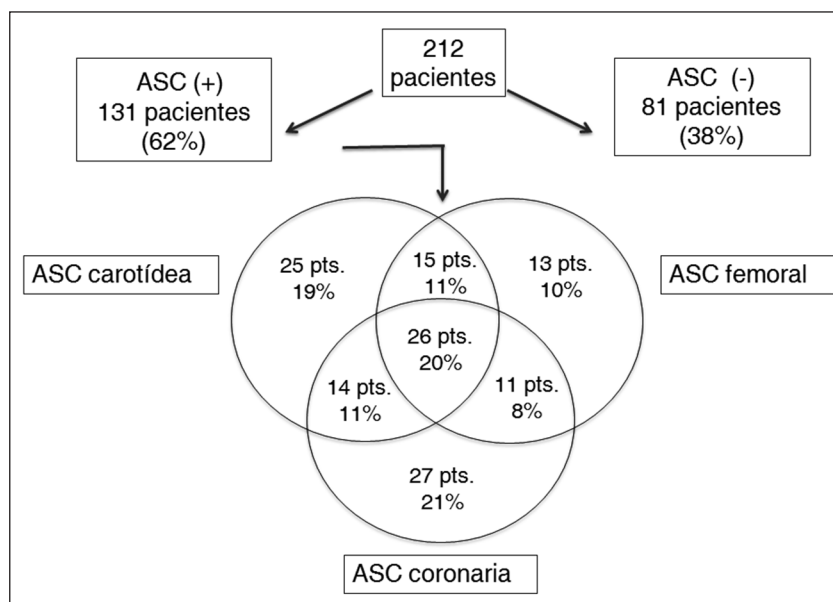 212
pacientes
ASC (+)
131 pacientes
(62%)
ASC (-)
81 pacientes
(38%)
ASC carotídea
25 pts.
19%
15 pts.
11%
13 pts.
10%
ASC femoral
26 pts.
20%
14 pts.
11%
11 pts.
8%
27 pts.
21%
ASC coronaria